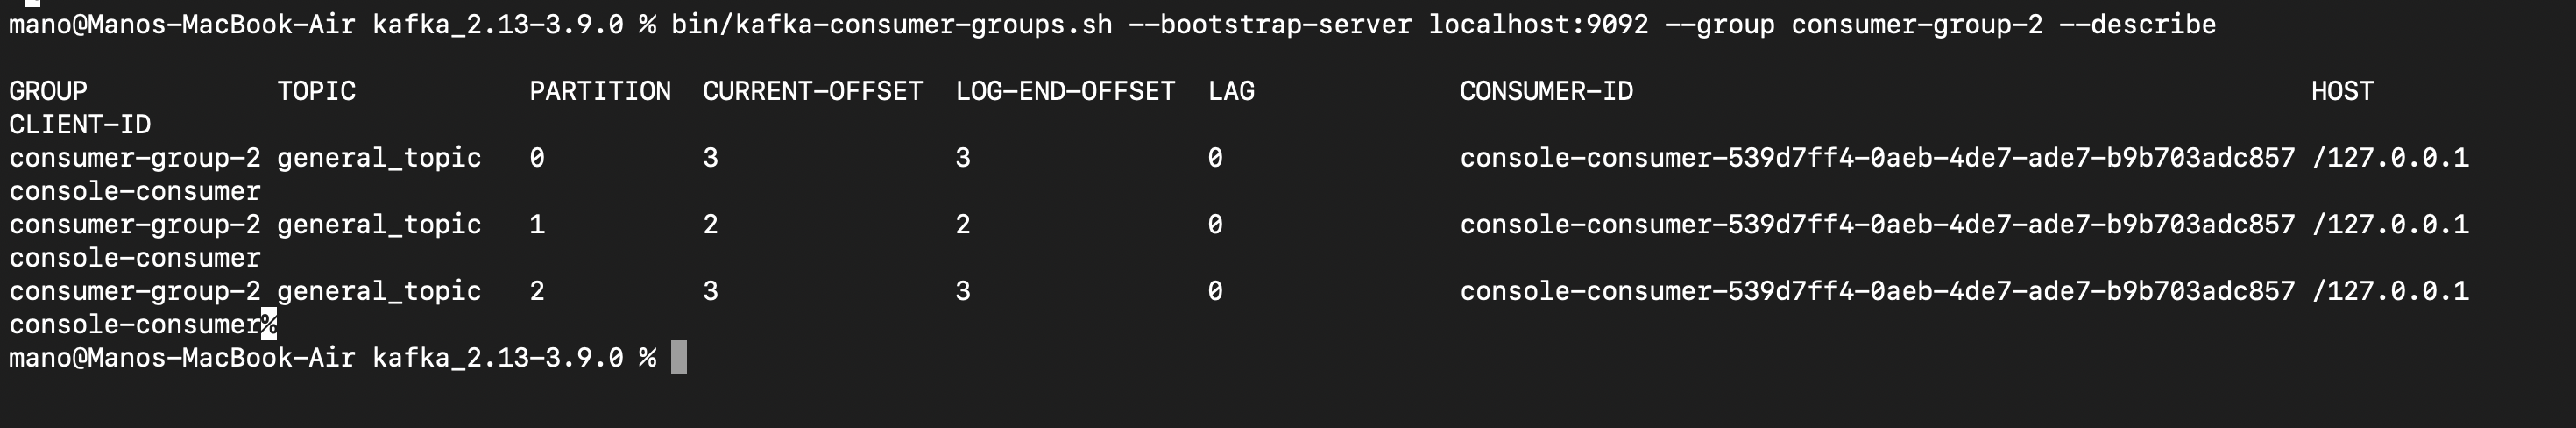 mano@Manos-MacBook-Air kafka_2.13-3.9.0 % bin/kafka-consumer-groups.sh --bootstrap-server localhost:9092 --group consumer-group-2 --describe
GROUP TOPIC PARTITION CURRENT-OFFSET LOG-END-OFFSET LAG CONSUMER-ID HOST
CLIENT-ID
consumer-group-2 general_topic 0 3 3 0 console-consumer-539d7ff4-0aeb-4de7-ade7-b9b703adc857 /127.0.0.1
console-consumer
consumer-group-2 general_topic 1 2 2 0 console-consumer-539d7ff4-0aeb-4de7-ade7-b9b703adc857 /127.0.0.1
console-consumer
consumer-group-2 general_topic 2 3 3 0 console-consumer-539d7ff4-0aeb-4de7-ade7-b9b703adc857 /127.0.0.1
console-consumer%
mano@Manos-MacBook-Air kafka_2.13-3.9.0 %